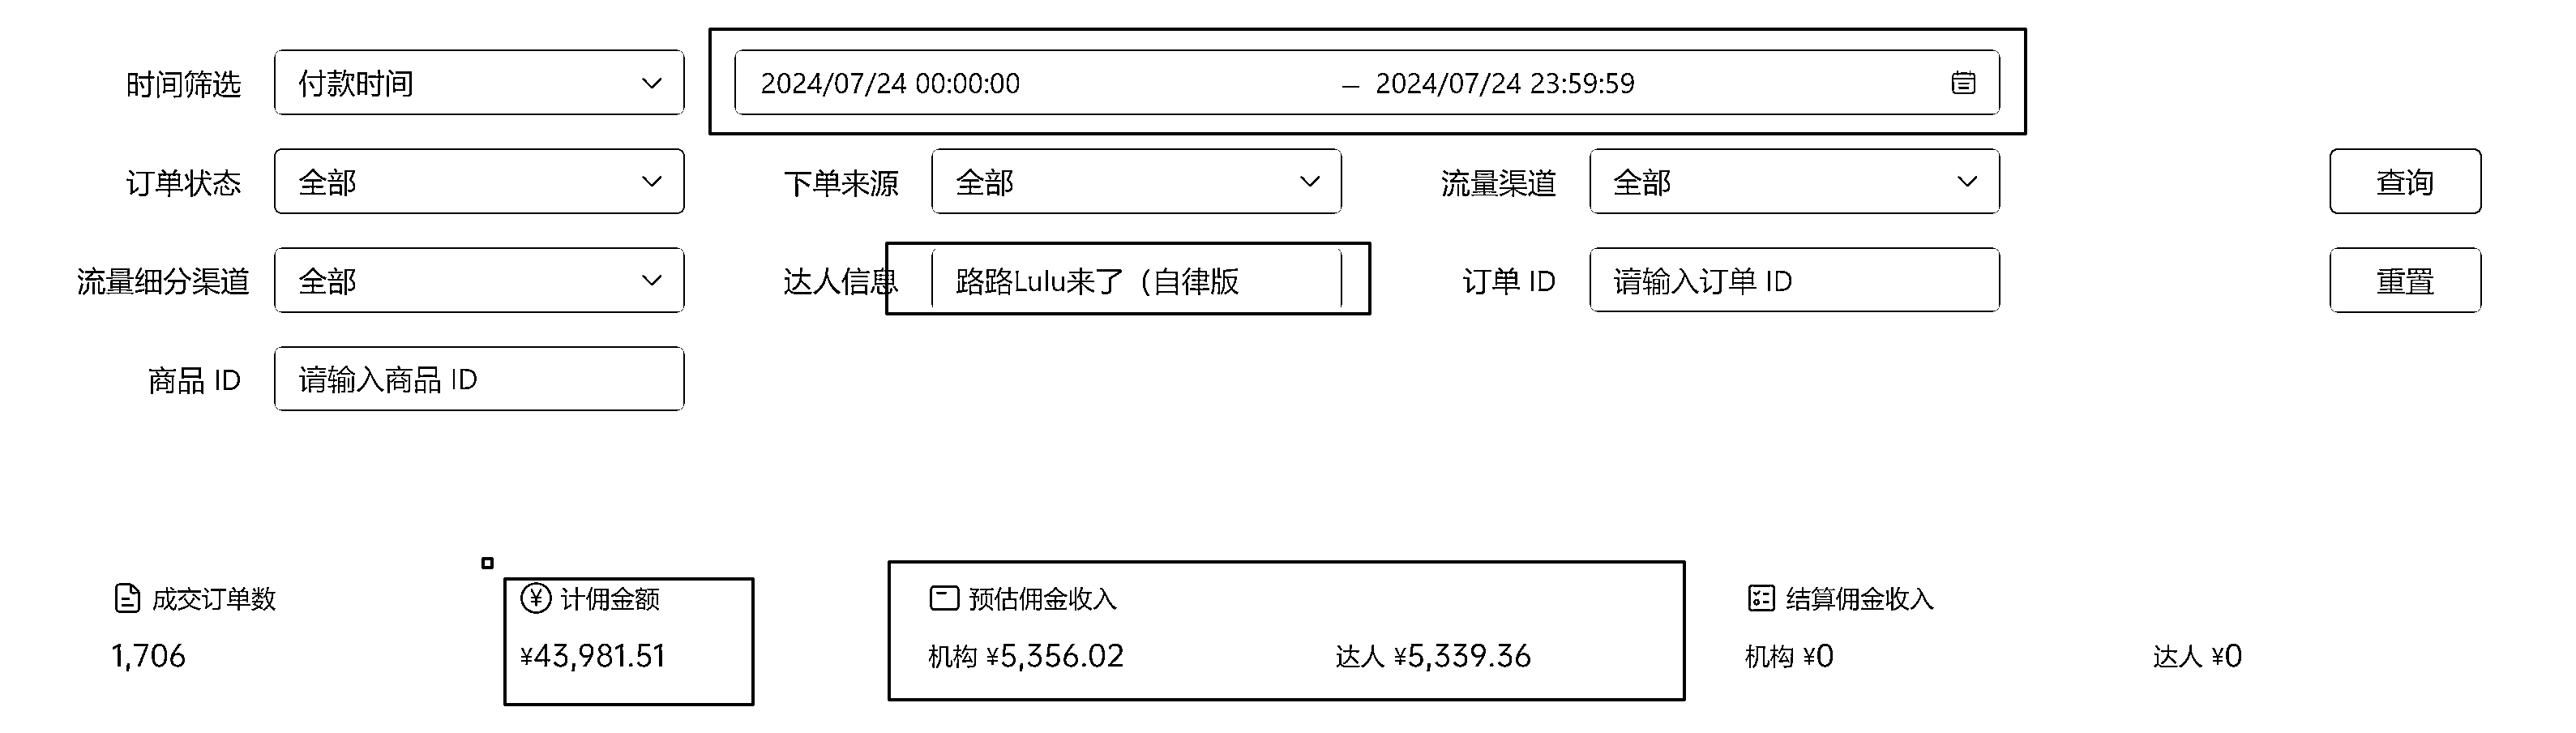 时间筛选 付款时间 2024/07/24 00:00:00 – 2024/07/24 23:59:59
订单状态 全部 下单来源 全部 流量渠道 全部 查询
流量细分渠道 全部 达人信息 路路Lulu来了（自律版 订单 ID 请输入订单 ID 重置
商品 ID 请输入商品 ID
成交订单数 计佣金额 预估佣金收入 结算佣金收入
1,706 ¥43,981.51 机构 ¥5,356.02 达人 ¥5,339.36 机构 ¥0 达人 ¥0